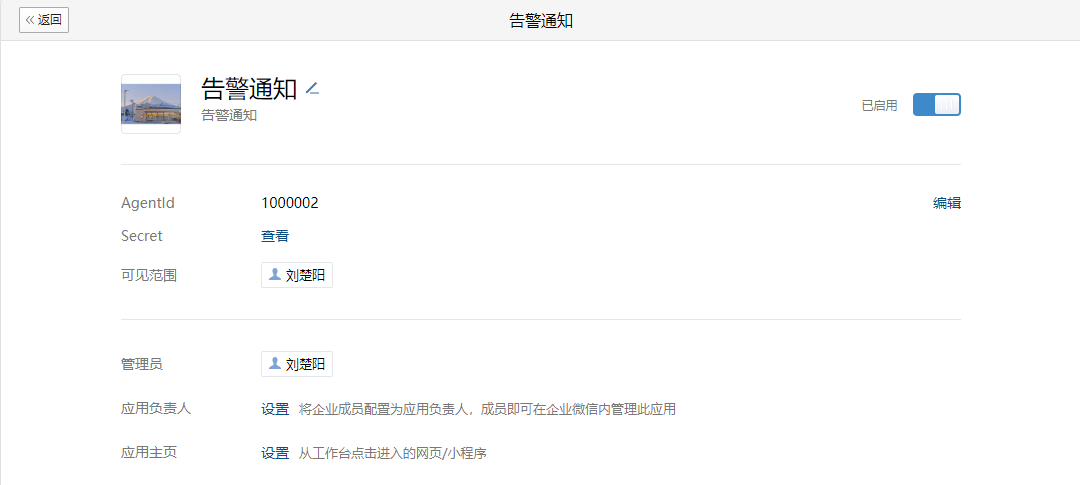 返回
告警通知
告警通知
告警通知
已启用
AgentId 1000002 编辑
Secret 查看
可见范围 刘楚阳
管理员 刘楚阳
应用负责人 设置 将企业成员配置为应用负责人，成员即可在企业微信内管理此应用
应用主页 设置 从工作台点击进入的网页/小程序